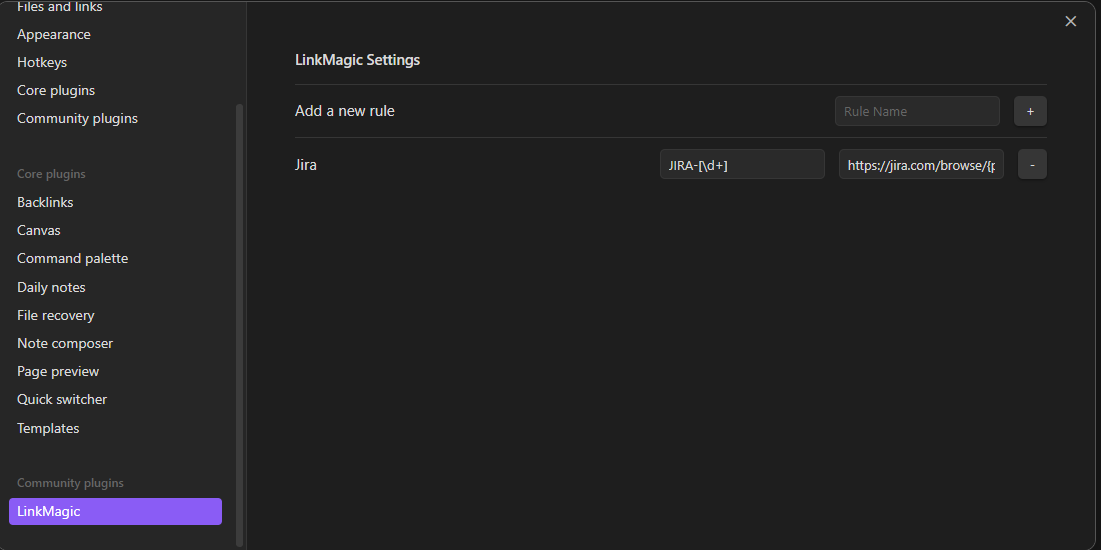 Files and links
Appearance
Hotkeys
Core plugins
Community plugins
Core plugins
Backlinks
Canvas
Command palette
Daily notes
File recovery
Note composer
Page preview
Quick switcher
Templates
Community plugins
LinkMagic
LinkMagic Settings
Add a new rule Rule Name +
Jira JIRA-[\d+] https://jira.com/browse/{p -